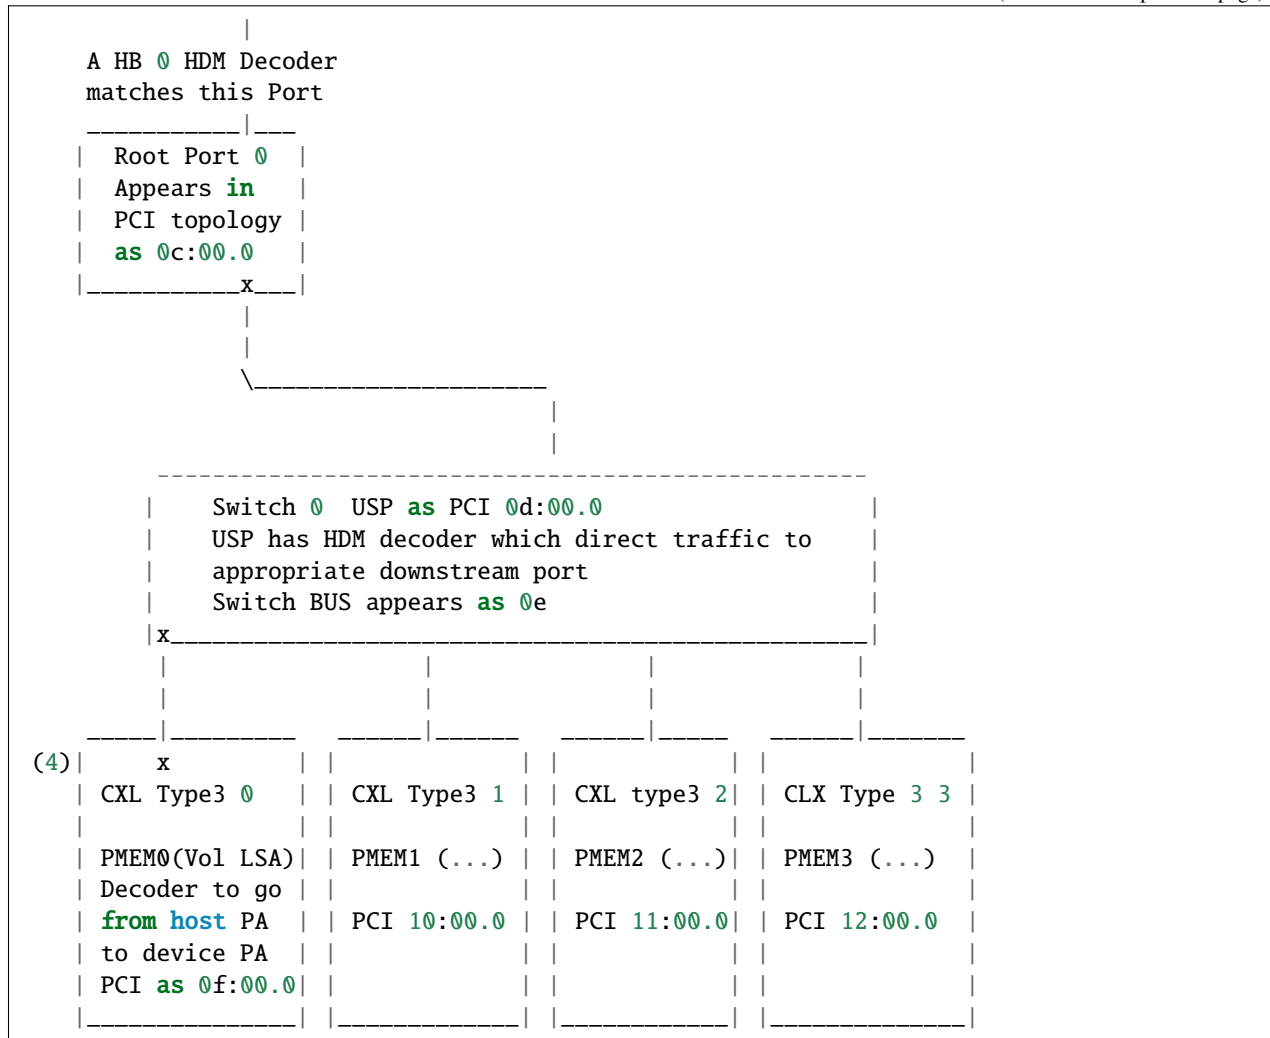 A HB 0 HDM Decoder
matches this Port
Root Port 0
Appears in
PCI topology
as 0c:00.0
x
Switch 0  USP as PCI 0d:00.0
USP has HDM decoder which direct traffic to
appropriate downstream port
Switch BUS appears as 0e
x
(4) x
CXL Type3 0 | CXL Type3 1 | CXL type3 2 | CLX Type 3 3
PMEM0(Vol LSA) | PMEM1 (...) | PMEM2 (...) | PMEM3 (...)
Decoder to go
from host PA | PCI 10:00.0 | PCI 11:00.0 | PCI 12:00.0
to device PA
PCI as 0f:00.0